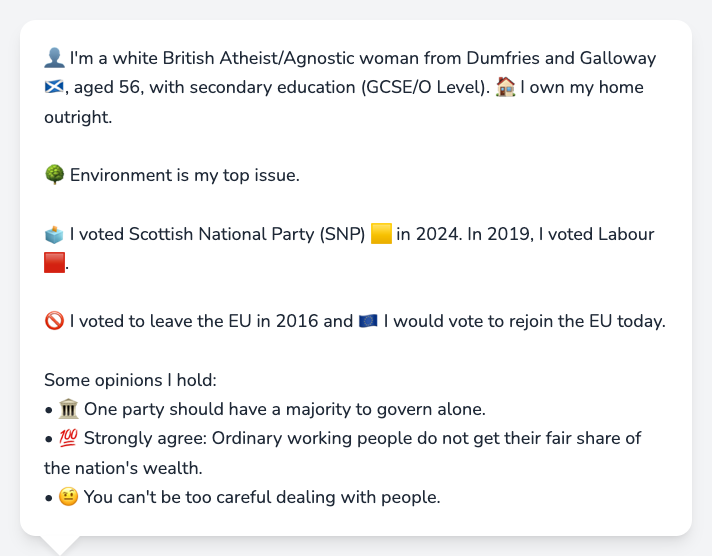 👤 I'm a white British Atheist/Agnostic woman from Dumfries and Galloway
🏴󠁧󠁢󠁳󠁣󠁴󠁿, aged 56, with secondary education (GCSE/O Level). 🏠 I own my home
outright.
🌳 Environment is my top issue.
🗳️ I voted Scottish National Party (SNP) 🟨 in 2024. In 2019, I voted Labour
🟥.
🚫 I voted to leave the EU in 2016 and 🇪🇺 I would vote to rejoin the EU today.
Some opinions I hold:
• 🏛️ One party should have a majority to govern alone.
• 💯 Strongly agree: Ordinary working people do not get their fair share of
the nation's wealth.
• 🤨 You can't be too careful dealing with people.